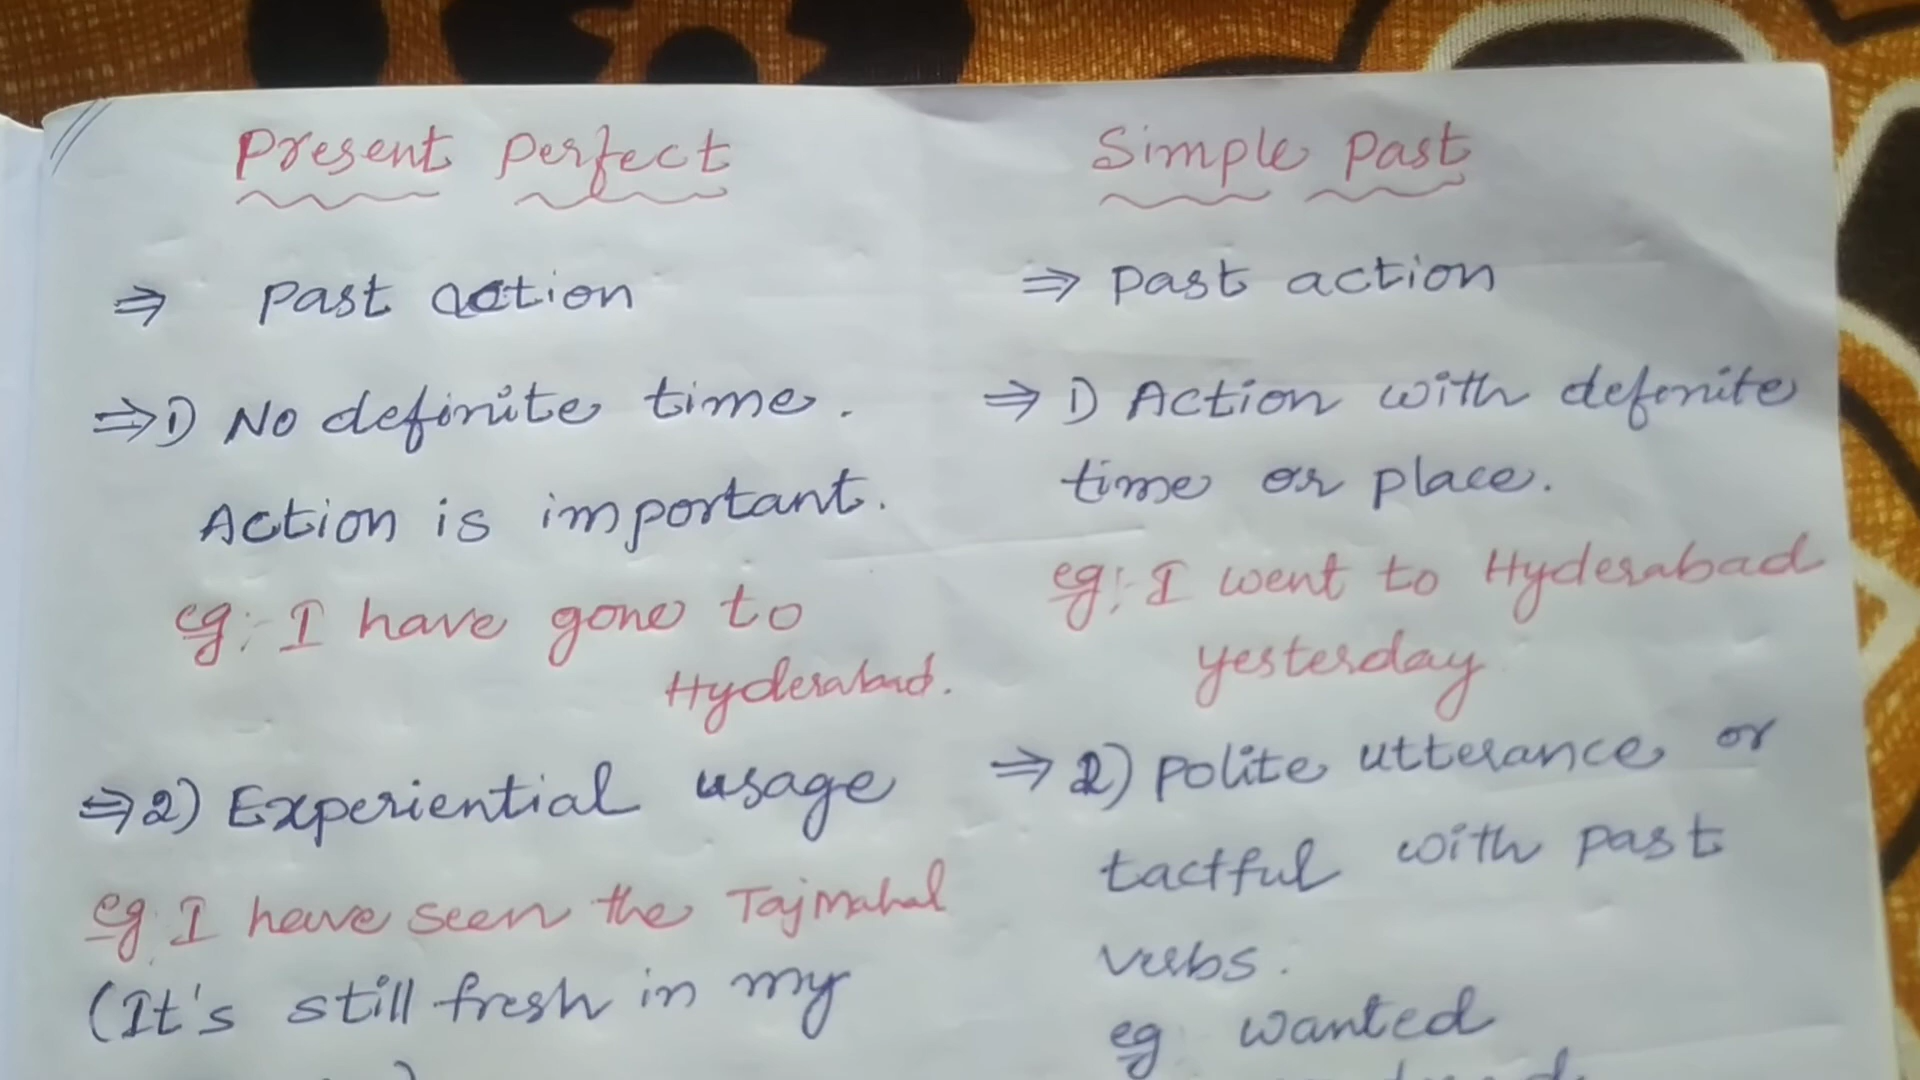 Present Perfect
⇒ Past action
⇒1) No definite time.
Action is important.
eg:- I have gone to
Hyderabad.
⇒2) Experiential usage
eg: I have seen the Tajmahal
(It's still fresh in my
Simple Past
⇒ Past action
⇒ 1) Action with defenite
time or place.
eg:- I went to Hyderabad
yesterday
⇒ 2) Polite utterance or
tactful with past
verbs.
eg wanted